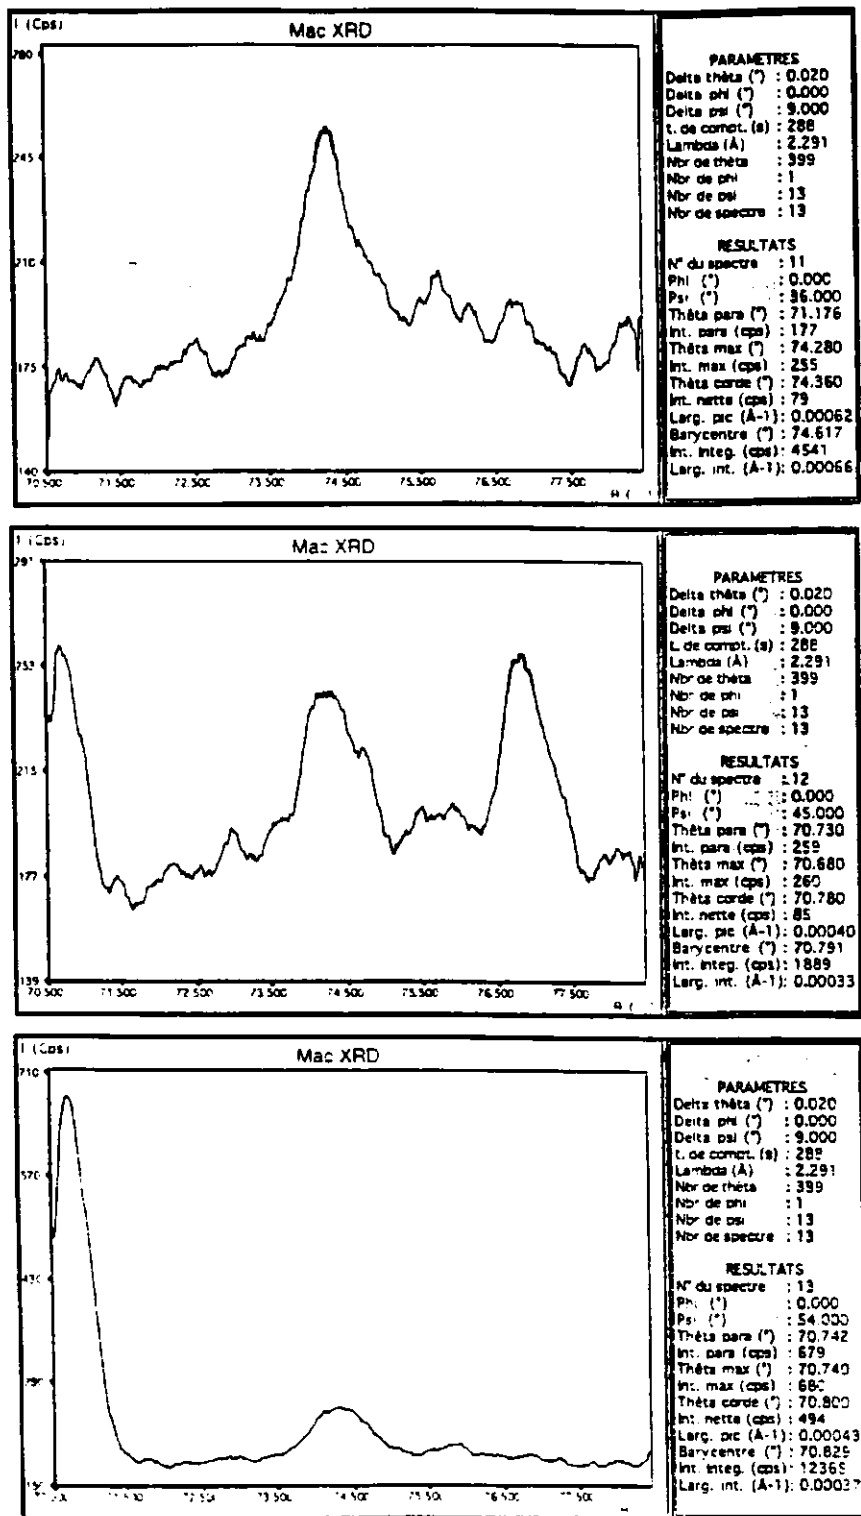 I (Cps)
Mac XRD
280
245
210
175
140
70.500
71.500
72.500
73.500
74.500
75.500
76.500
77.500
PARAMETRES
Delta thêta (°) : 0.020
Delta phi (°) : 0.000
Delta psi (°) : 9.000
t. de compt. (s) : 288
Lambda (Å) : 2.291
Nbr de thêta : 399
Nbr de phi : 1
Nbr de psi : 13
Nbr de spectre : 13
RESULTATS
N° du spectre : 11
Phi (°) : 0.000
Psi (°) : 36.000
Thêta para (°) : 71.176
Int. para (cps) : 177
Thêta max (°) : 74.280
Int. max (cps) : 255
Thêta corde (°) : 74.360
Int. nette (cps) : 79
Larg. pic (Å-1): 0.00062
Barycentre (°) : 74.617
Int. integ. (cps) : 4541
Larg. int. (Å-1): 0.00066
I (Cps)
Mac XRD
291
253
215
177
139
70.500
71.500
72.500
73.500
74.500
75.500
76.500
77.500
PARAMETRES
Delta thêta (°) : 0.020
Delta phi (°) : 0.000
Delta psi (°) : 9.000
t. de compt. (s) : 288
Lambda (Å) : 2.291
Nbr de thêta : 399
Nbr de phi : 1
Nbr de psi : 13
Nbr de spectre : 13
RESULTATS
N° du spectre : 12
Phi (°) : 0.000
Psi (°) : 45.000
Thêta para (°) : 70.730
Int. para (cps) : 259
Thêta max (°) : 70.680
Int. max (cps) : 260
Thêta corde (°) : 70.780
Int. nette (cps) : 85
Larg. pic (Å-1): 0.00040
Barycentre (°) : 70.791
Int. integ. (cps) : 1889
Larg. int. (Å-1): 0.00033
I (Cps)
Mac XRD
710
570
430
72.500
73.500
74.500
75.500
76.500
PARAMETRES
Delta thêta (°) : 0.020
Delta phi (°) : 0.000
Delta psi (°) : 9.000
t. de compt. (s) : 288
Lambda (Å) : 2.291
Nbr de thêta : 399
Nbr de phi : 1
Nbr de psi : 13
Nbr de spectre : 13
RESULTATS
N° du spectre : 13
Phi (°) : 0.000
Psi (°) : 54.000
Thêta para (°) : 70.742
Int. para (cps) : 679
Thêta max (°) : 70.740
Int. max (cps) : 680
Thêta corde (°) : 70.800
Int. nette (cps) : 494
Larg. pic (Å-1): 0.00043
Barycentre (°) : 70.829
Int. integ. (cps) : 12365
Larg. int. (Å-1): 0.00037